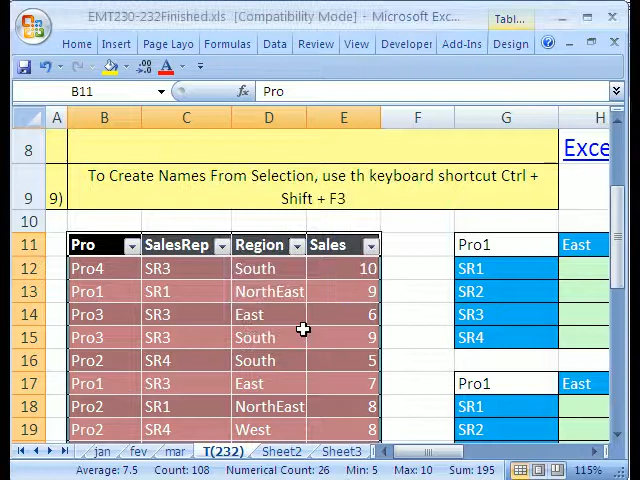 EMT230-232Finished.xls [Compatibility Mode] - Microsoft Exc...
Tabl...
Home Insert Page Layout Formulas Data Review View Developer Add-Ins Design
B11 fx Pro
A B C D E F G H
8 Exce
9 9) To Create Names From Selection, use th keyboard shortcut Ctrl +
Shift + F3
10
11 Pro SalesRep Region Sales Pro1 East
12 Pro4 SR3 South 10 SR1
13 Pro1 SR1 NorthEast 9 SR2
14 Pro3 SR3 East 6 SR3
15 Pro3 SR3 South 9 SR4
16 Pro2 SR4 South 5
17 Pro1 SR3 East 7 Pro1 East
18 Pro2 SR1 NorthEast 8 SR1
19 Pro2 SR4 West 8 SR2
jan fev mar T(232) Sheet2 Sheet3
Average: 7.5 Count: 108 Numerical Count: 26 Min: 5 Max: 10 Sum: 195 115%